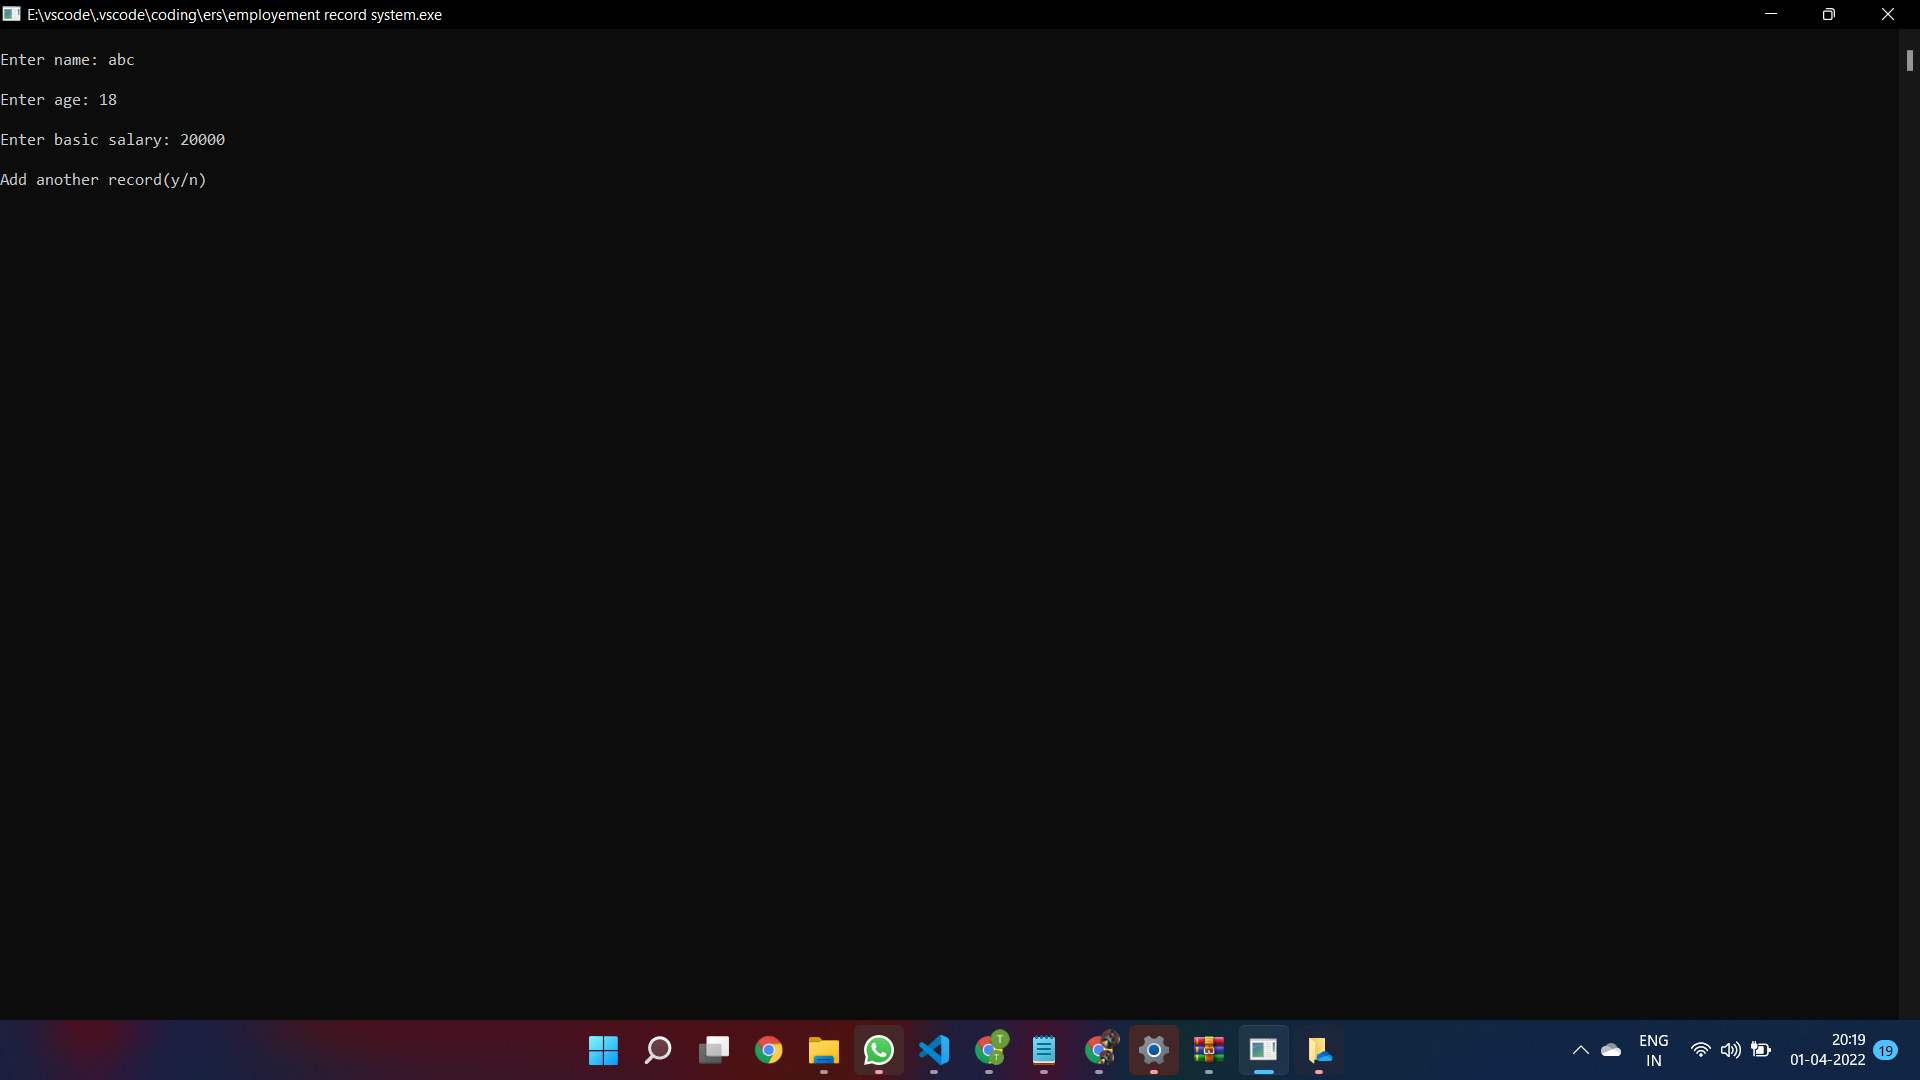 E:\vscode\.vscode\coding\ers\employement record system.exe
Enter name: abc
Enter age: 18
Enter basic salary: 20000
Add another record(y/n)
T
T
ENG
IN
20:19
01-04-2022
19